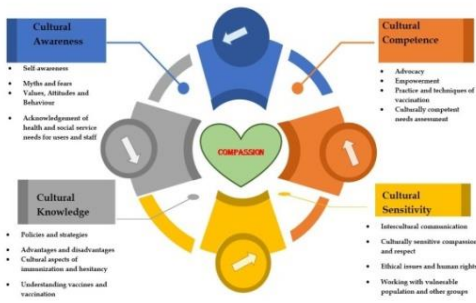 Cultural
Awareness
Self-awareness
Myths and fears
Values, Attitudes and
Behaviour
Acknowledgement of
health and social service
needs for users and staff
Cultural
Competence
Advocacy
Empowerment
Practice and techniques of
vaccination
Culturally competent
needs assessment
COMPASSION
Cultural
Knowledge
Policies and strategies
Advantages and disadvantages
Cultural aspects of
immunization and hesitancy
Understanding vaccines and
vaccination
Cultural
Sensitivity
Intercultural communication
Culturally sensitive compassion
and respect
Ethical issues and human rights
Working with vulnerable
population and other groups